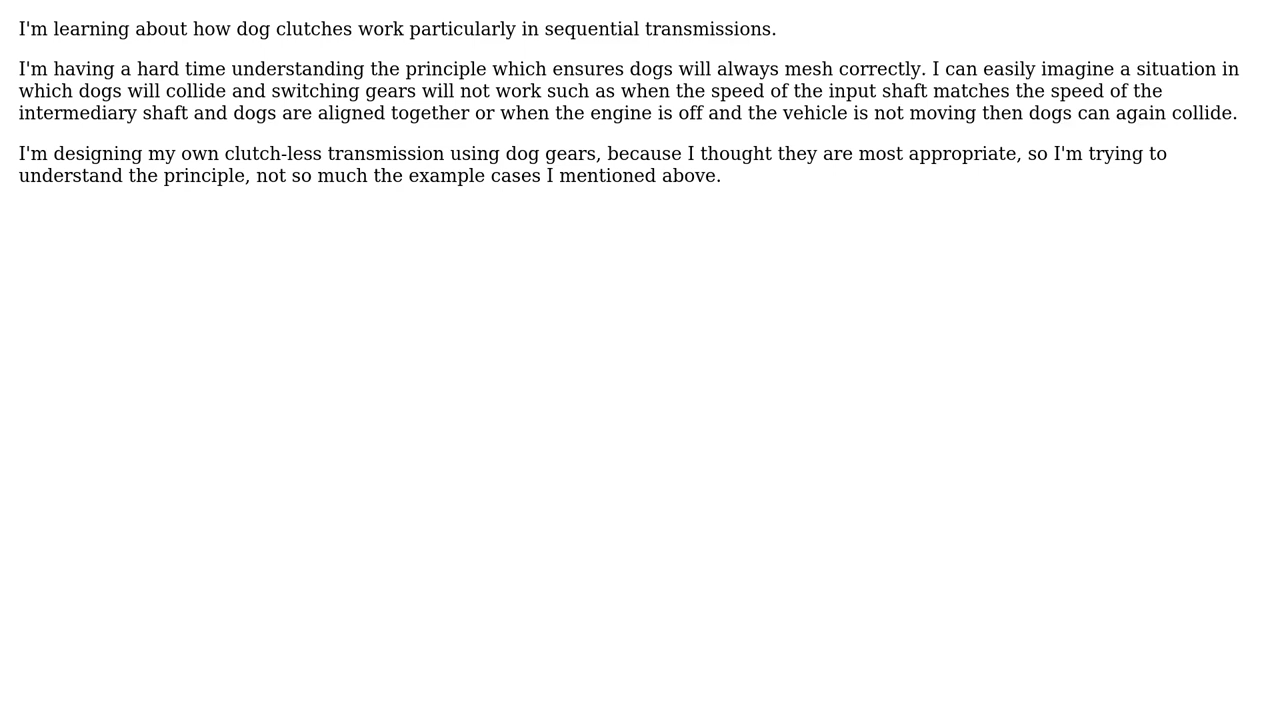 I'm learning about how dog clutches work particularly in sequential transmissions.
I'm having a hard time understanding the principle which ensures dogs will always mesh correctly. I can easily imagine a situation in
which dogs will collide and switching gears will not work such as when the speed of the input shaft matches the speed of the
intermediary shaft and dogs are aligned together or when the engine is off and the vehicle is not moving then dogs can again collide.
I'm designing my own clutch-less transmission using dog gears, because I thought they are most appropriate, so I'm trying to
understand the principle, not so much the example cases I mentioned above.